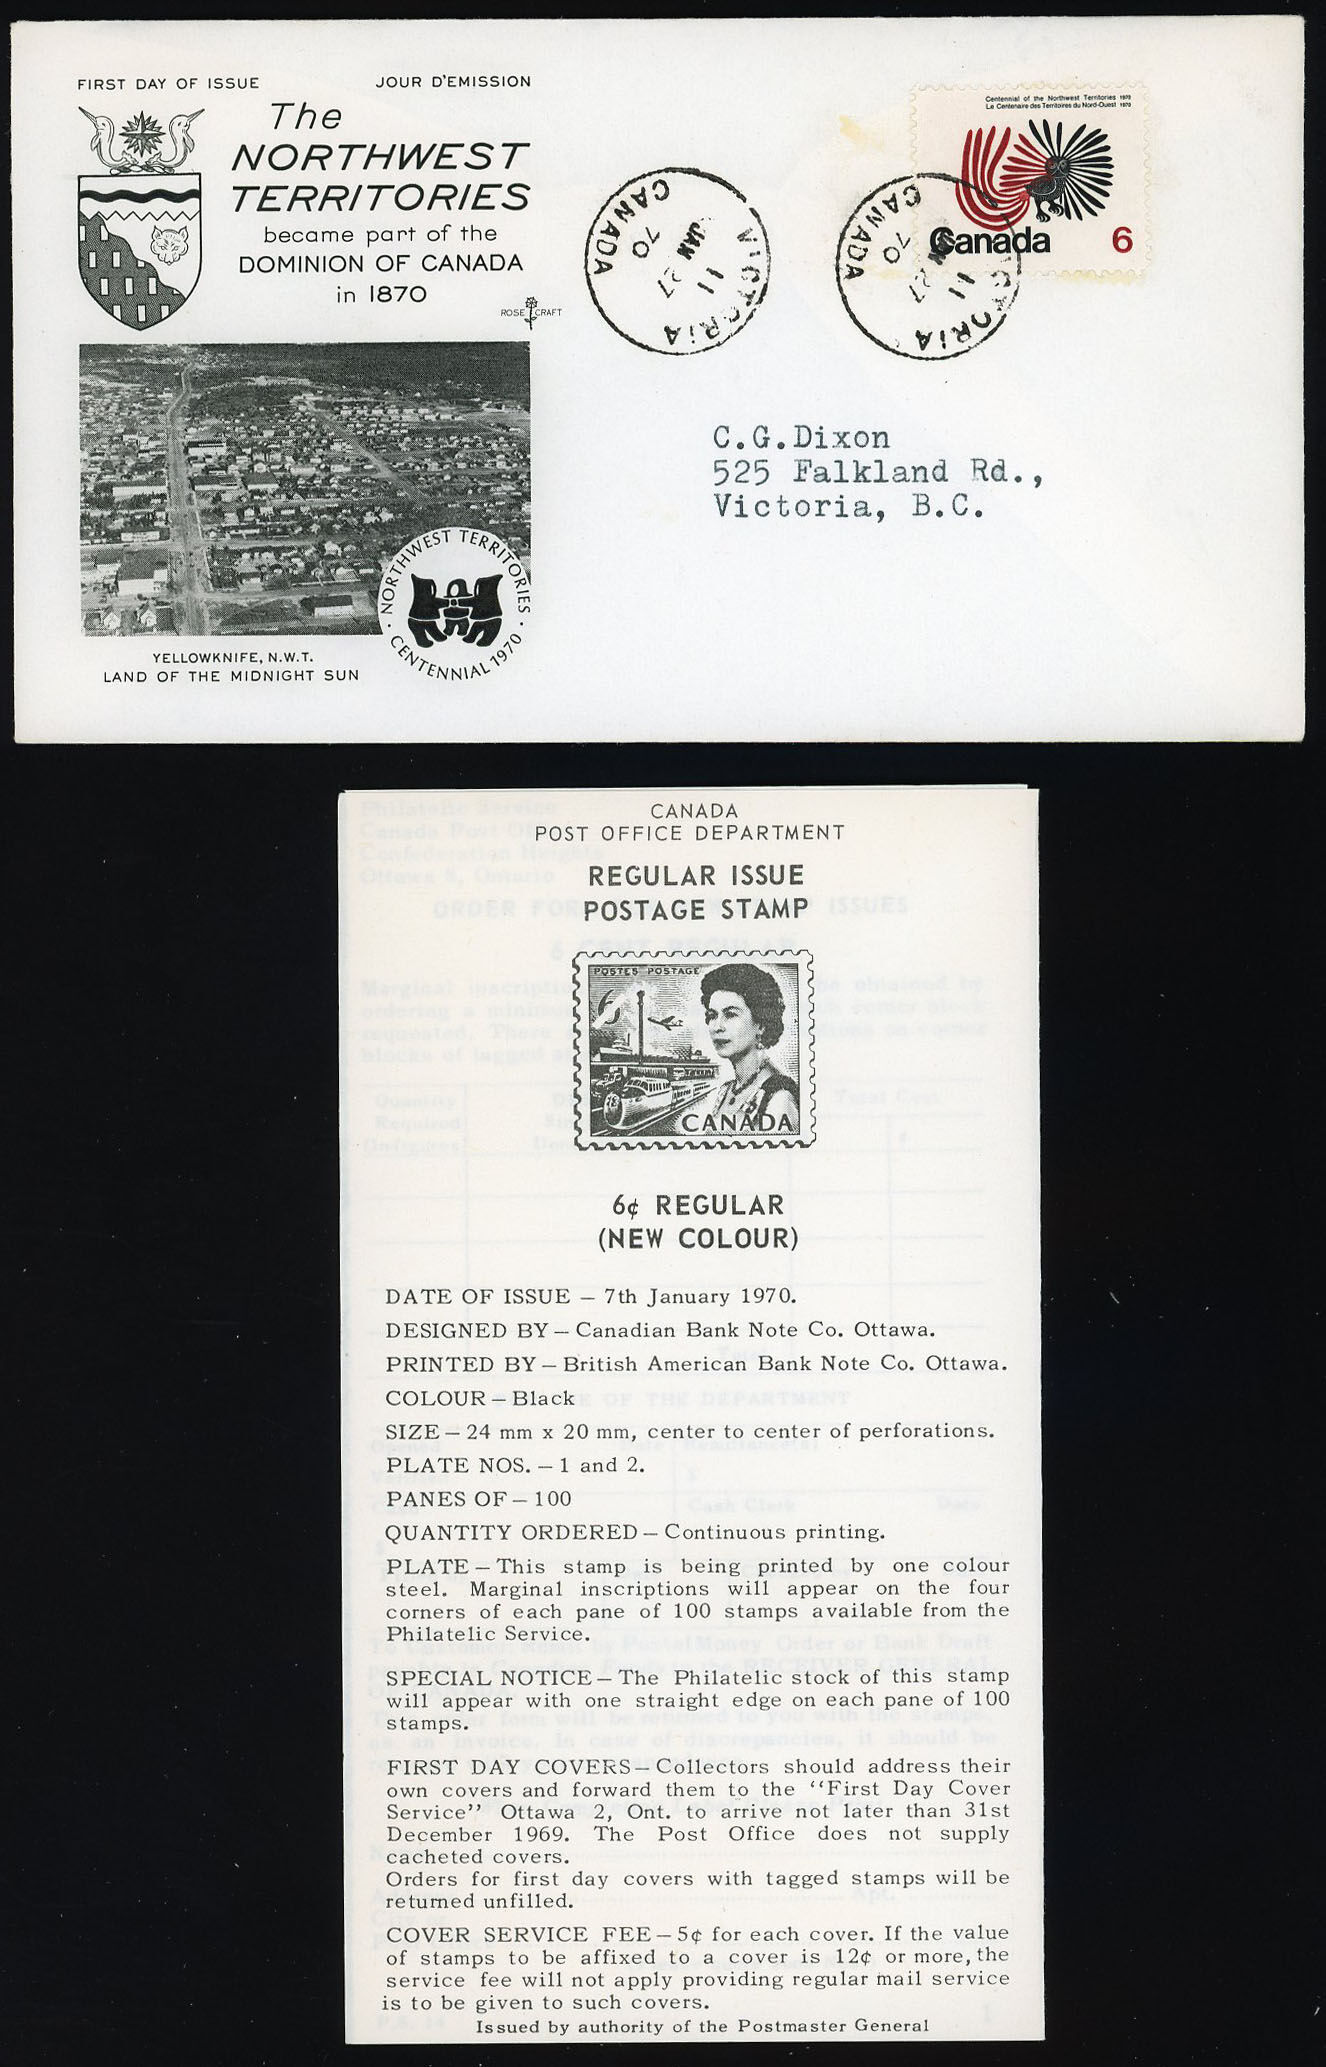 FIRST DAY OF ISSUE JOUR D'EMISSION
The
NORTHWEST
TERRITORIES
became part of the
DOMINION OF CANADA
in 1870
ROSE CRAFT
YELLOWKNIFE, N.W.T.
LAND OF THE MIDNIGHT SUN
· NORTHWEST TERRITORIES ·
CENTENNIAL 1970
VICTORIA
11
JAN 27
70
CANADA
VICTORIA
11
JAN 27
70
CANADA
Centennial of the Northwest Territories 1970
Le Centenaire des Territoires du Nord-Ouest 1970
Canada 6
C.G.Dixon
525 Falkland Rd.,
Victoria, B.C.
CANADA
POST OFFICE DEPARTMENT
REGULAR ISSUE
POSTAGE STAMP
POSTES POSTAGE
CANADA
6¢ REGULAR
(NEW COLOUR)
DATE OF ISSUE – 7th January 1970.
DESIGNED BY – Canadian Bank Note Co. Ottawa.
PRINTED BY – British American Bank Note Co. Ottawa.
COLOUR – Black
SIZE – 24 mm x 20 mm, center to center of perforations.
PLATE NOS. – 1 and 2.
PANES OF – 100
QUANTITY ORDERED – Continuous printing.
PLATE – This stamp is being printed by one colour
steel. Marginal inscriptions will appear on the four
corners of each pane of 100 stamps available from the
Philatelic Service.
SPECIAL NOTICE – The Philatelic stock of this stamp
will appear with one straight edge on each pane of 100
stamps.
FIRST DAY COVERS – Collectors should address their
own covers and forward them to the "First Day Cover
Service" Ottawa 2, Ont. to arrive not later than 31st
December 1969. The Post Office does not supply
cacheted covers.
Orders for first day covers with tagged stamps will be
returned unfilled.
COVER SERVICE FEE – 5¢ for each cover. If the value
of stamps to be affixed to a cover is 12¢ or more, the
service fee will not apply providing regular mail service
is to be given to such covers.
Issued by authority of the Postmaster General